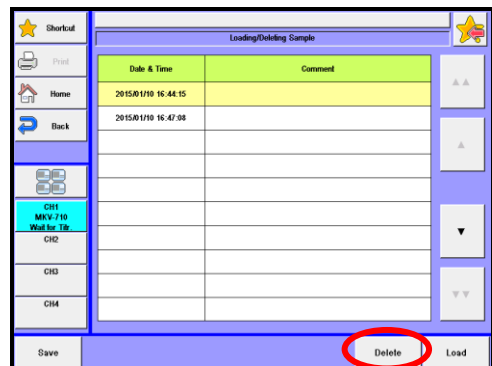 Shortcut
Loading/Deleting Sample
Print
Home
Back
Date & Time Comment
2015/01/10 16:44:15
2015/01/10 16:47:08
CH1
MKV-710
Wait for Titr.
CH2
CH3
CH4
Save Delete Load